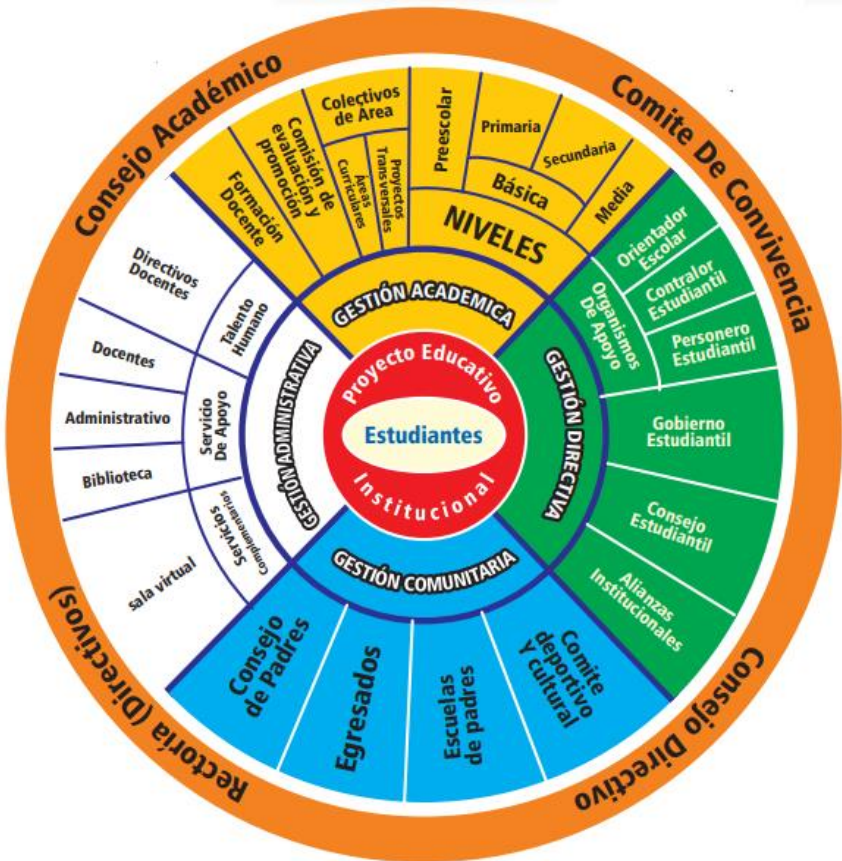 Consejo Académico
Comite De Convivencia
Consejo Directivo
Rectoría (Directivos)
Formación
Docente
Comisión de
evaluación y
promoción
Colectivos
de Área
Áreas
Curriculares
Proyectos
Transversales
Preescolar
Primaria
Secundaria
Básica
Media
NIVELES
GESTIÓN ACADEMICA
Orientador
Escolar
Contralor
Estudiantil
Personero
Estudiantil
Organismos
De Apoyo
Gobierno
Estudiantil
Consejo
Estudiantil
Alianzas
Institucionales
GESTIÓN DIRECTIVA
Directivos
Docentes
Talento
Humano
Docentes
Administrativo
Servicio
De Apoyo
Biblioteca
Servicios
Complementarios
sala virtual
GESTIÓN ADMINISTRATIVA
Proyecto Educativo
Estudiantes
Institucional
GESTIÓN COMUNITARIA
Consejo
de Padres
Egresados
Escuelas
de padres
Comite
deportivo
Y cultural